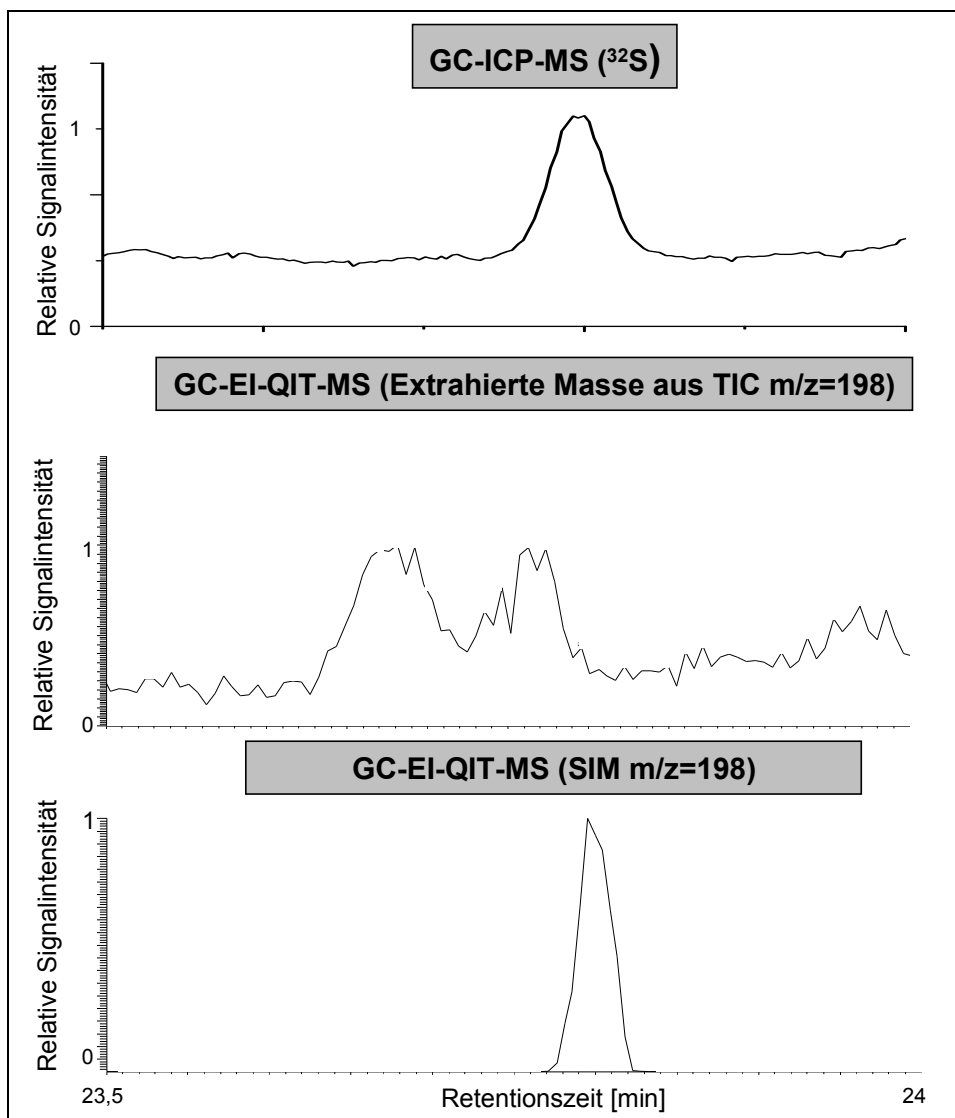 GC-ICP-MS (³²S)
Relative Signalintensität
1
0
GC-EI-QIT-MS (Extrahierte Masse aus TIC m/z=198)
Relative Signalintensität
1
0
GC-EI-QIT-MS (SIM m/z=198)
Relative Signalintensität
1
0
23,5
Retentionszeit [min]
24